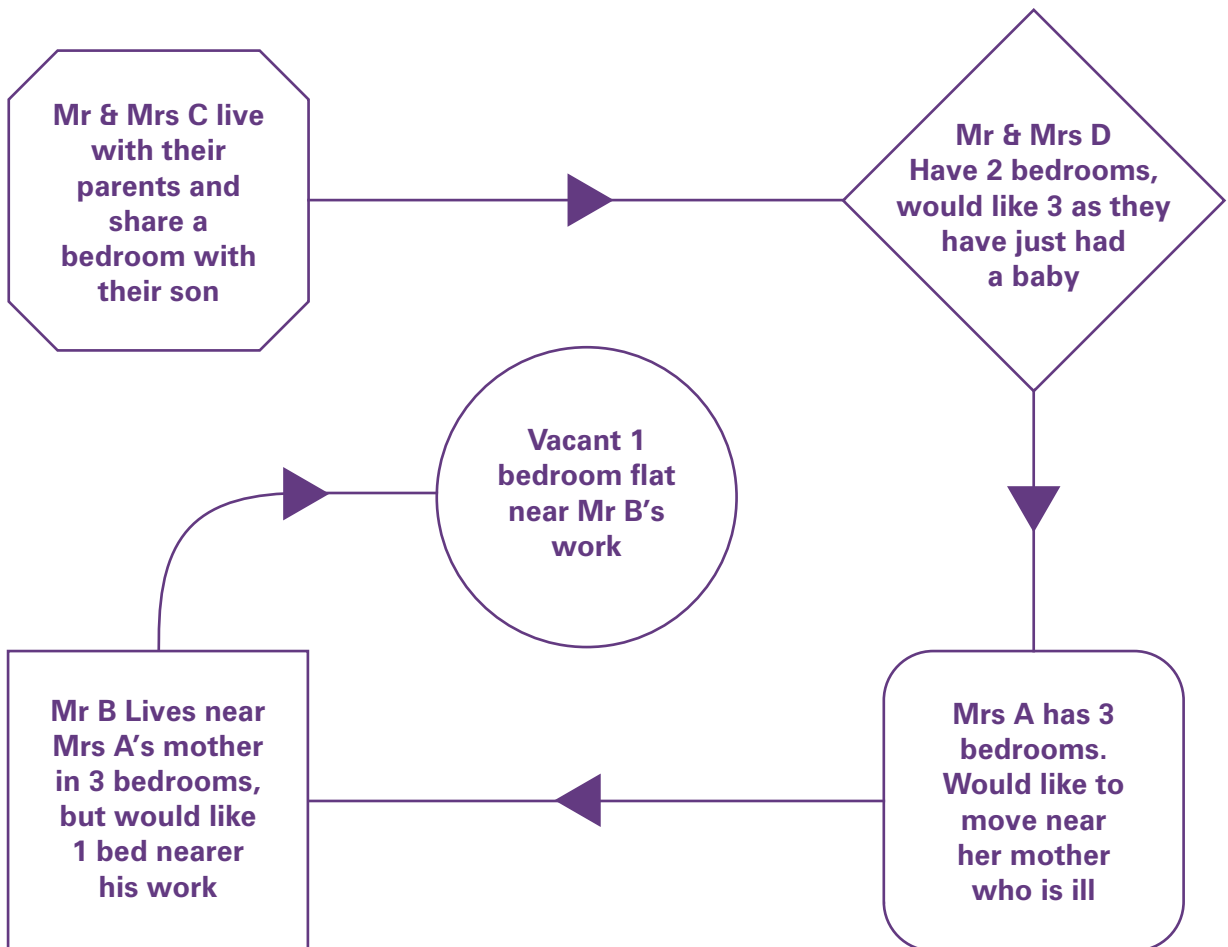 Mr & Mrs C live
with their
parents and
share a
bedroom with
their son
Mr & Mrs D
Have 2 bedrooms,
would like 3 as they
have just had
a baby
Vacant 1
bedroom flat
near Mr B’s
work
Mr B Lives near
Mrs A’s mother
in 3 bedrooms,
but would like
1 bed nearer
his work
Mrs A has 3
bedrooms.
Would like to
move near
her mother
who is ill